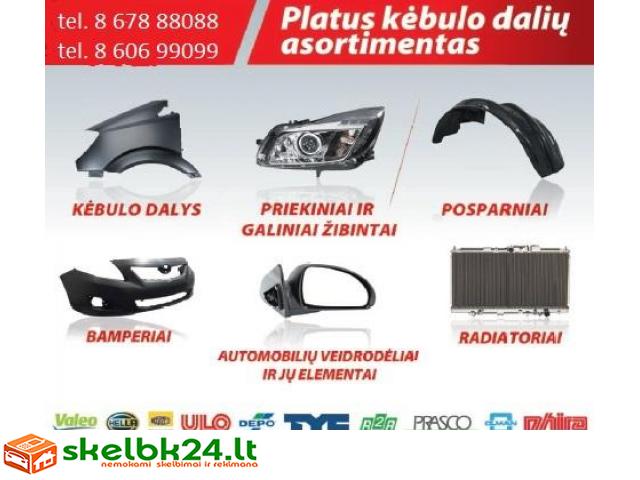 tel. 8 678 88088
tel. 8 606 99099
Platus kėbulo dalių
asortimentas
KĖBULO DALYS
PRIEKINIAI IR
GALINIAI ŽIBINTAI
POSPARNIAI
BAMPERIAI
AUTOMOBILIŲ VEIDRODĖLIAI
IR JŲ ELEMENTAI
RADIATORIAI
Valeo HELLA ULO DEPO TYC PRASCO
skelbk24.lt
nemokami skelbimai ir reklama